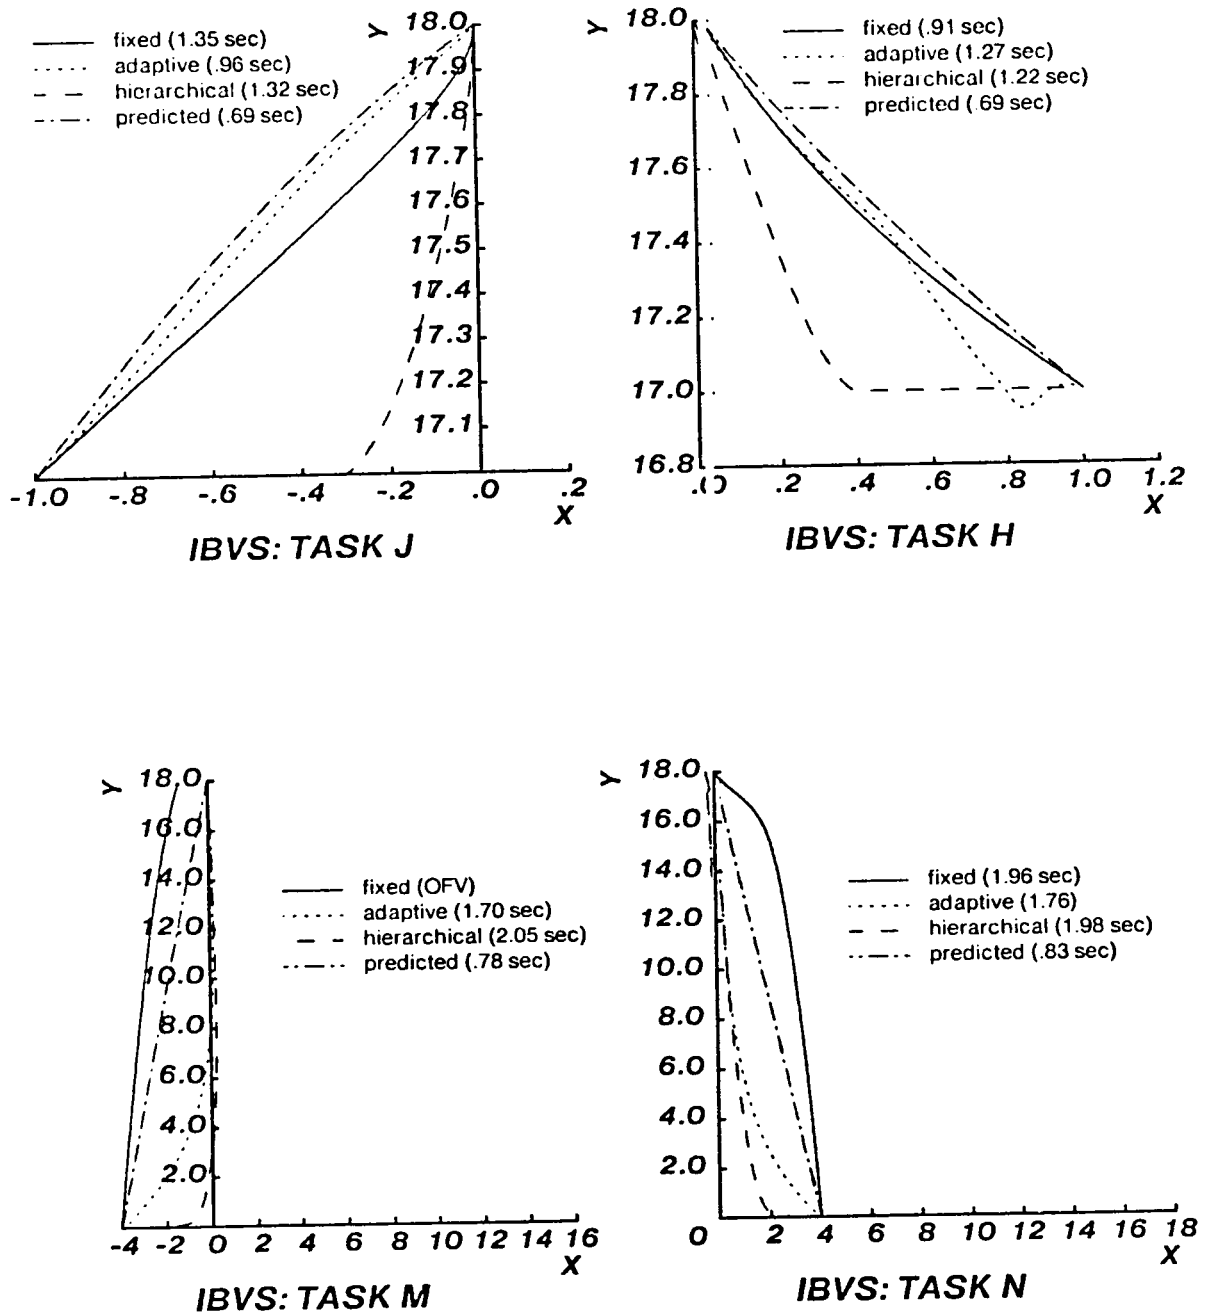 fixed (1.35 sec)
adaptive (.96 sec)
hierarchical (1.32 sec)
predicted (.69 sec)
Y
18.0
17.9
17.8
17.7
17.6
17.5
17.4
17.3
17.2
17.1
-1.0 -.8 -.6 -.4 -.2 .0 .2
X
IBVS: TASK J
fixed (.91 sec)
adaptive (1.27 sec)
hierarchical (1.22 sec)
predicted (.69 sec)
Y
18.0
17.8
17.6
17.4
17.2
17.0
16.8
.0 .2 .4 .6 .8 1.0 1.2
X
IBVS: TASK H
fixed (OFV)
adaptive (1.70 sec)
hierarchical (2.05 sec)
predicted (.78 sec)
Y
18.0
16.0
14.0
12.0
10.0
8.0
6.0
4.0
2.0
-4 -2 0 2 4 6 8 10 12 14 16
X
IBVS: TASK M
fixed (1.96 sec)
adaptive (1.76)
hierarchical (1.98 sec)
predicted (.83 sec)
Y
18.0
16.0
14.0
12.0
10.0
8.0
6.0
4.0
2.0
0 2 4 6 8 10 12 14 16 18
X
IBVS: TASK N